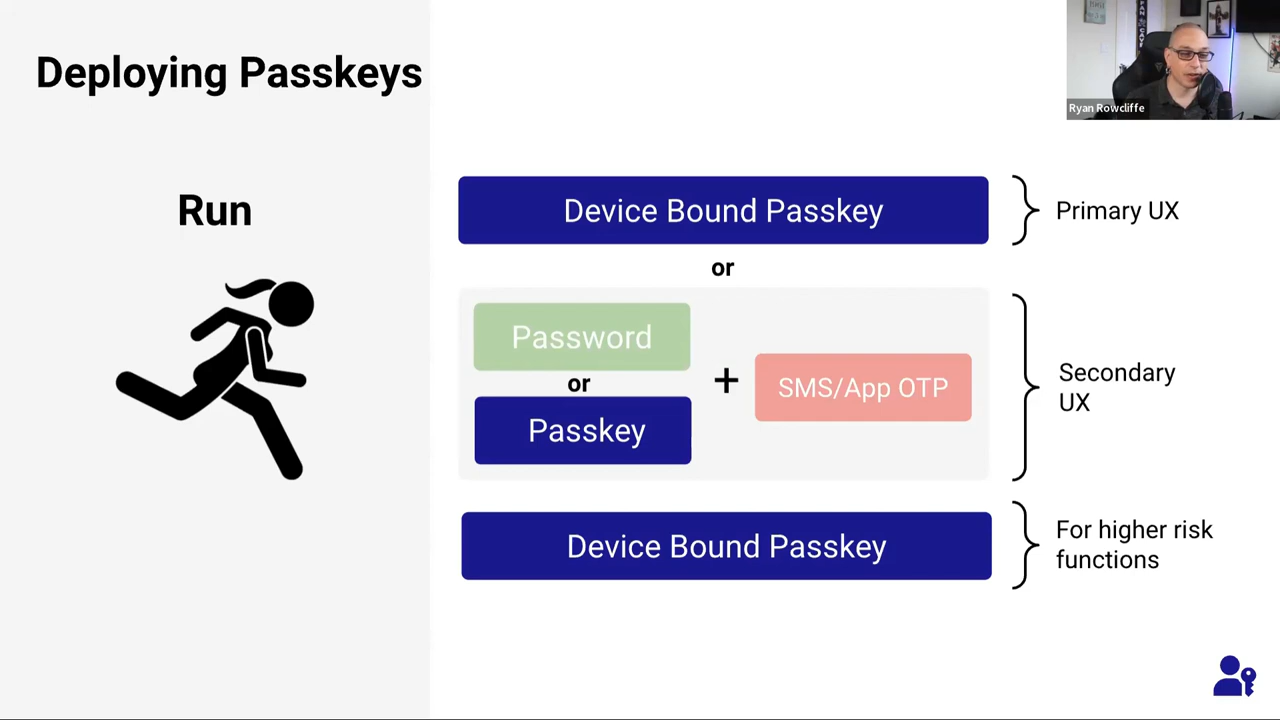 Deploying Passkeys
Ryan Rowcliffe
Run
Device Bound Passkey
Primary UX
or
Password
or
Passkey
+
SMS/App OTP
Secondary
UX
Device Bound Passkey
For higher risk
functions